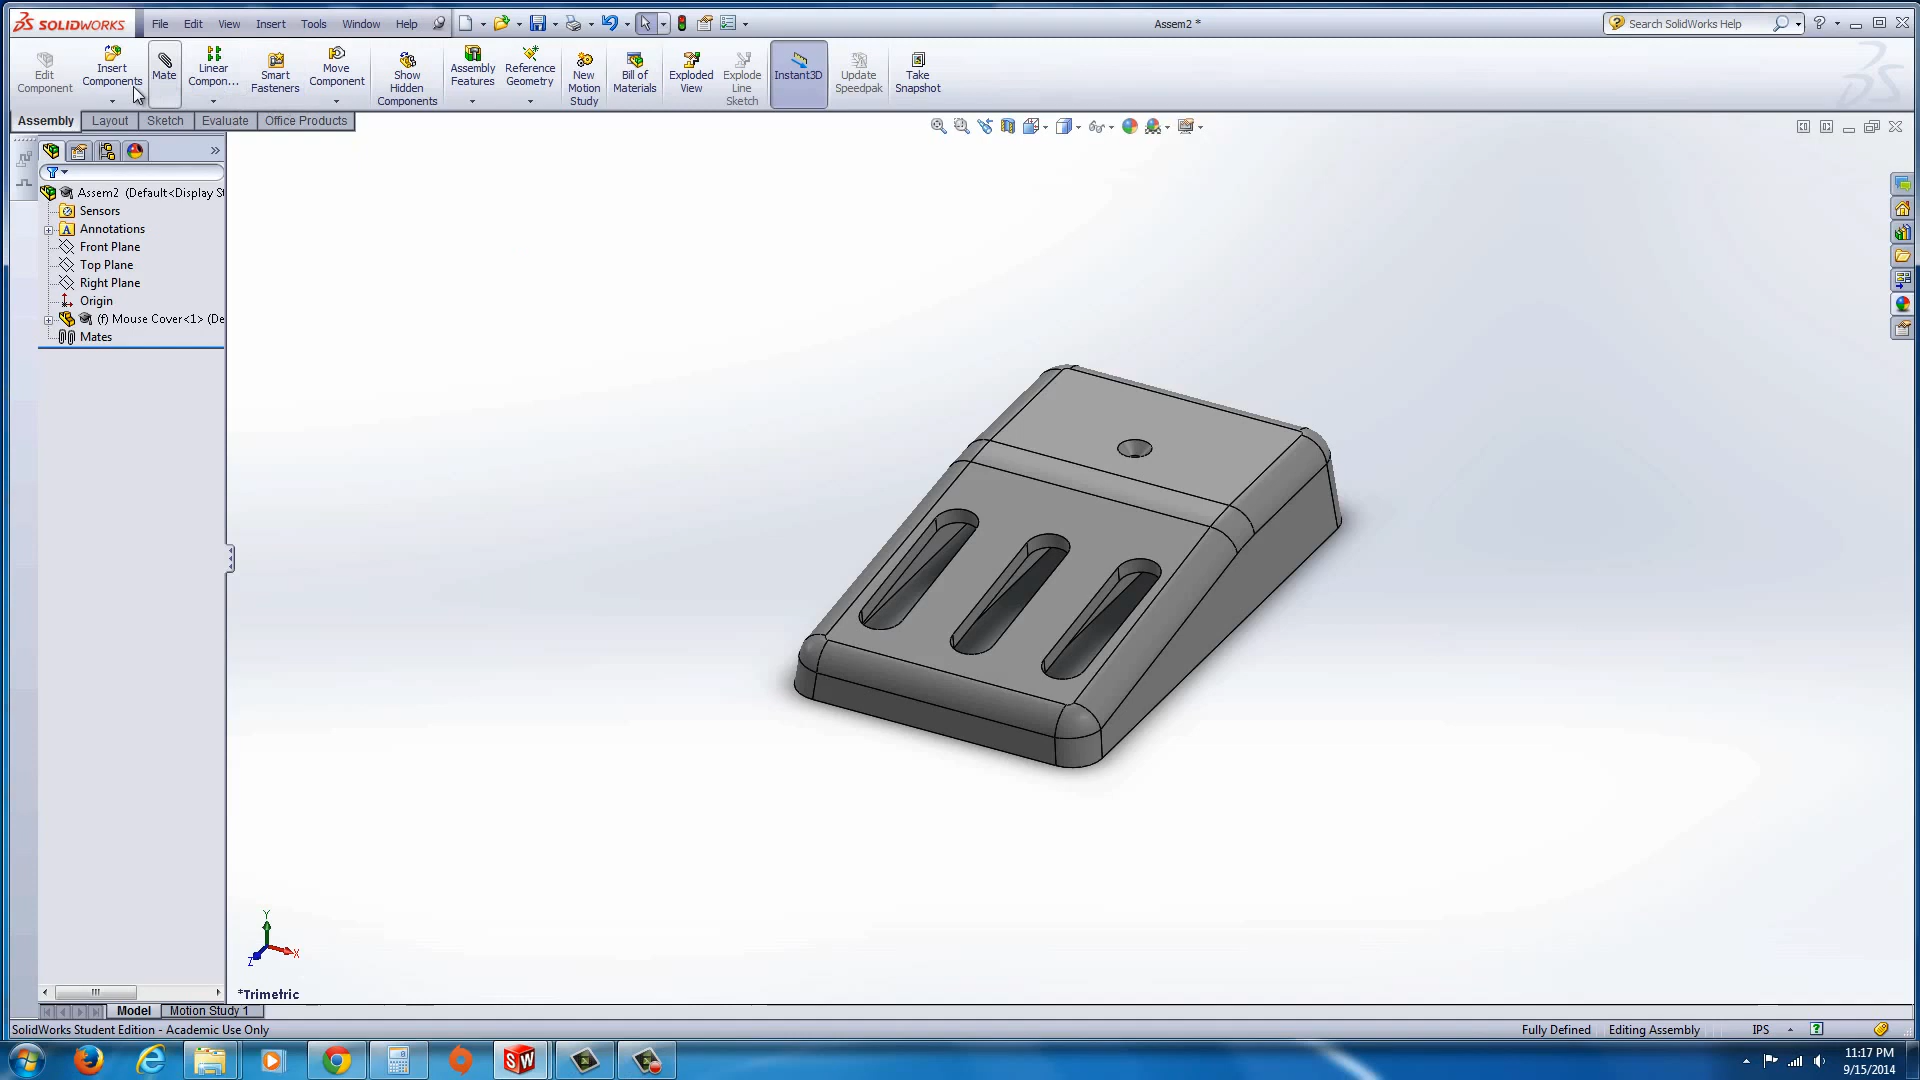 SOLIDWORKS File Edit View Insert Tools Window Help Assem2 * Search SolidWorks Help
Edit Component
Insert Components
Mate
Linear Compon...
Smart Fasteners
Move Component
Show Hidden Components
Assembly Features
Reference Geometry
New Motion Study
Bill of Materials
Exploded View
Explode Line Sketch
Instant3D
Update Speedpak
Take Snapshot
Assembly Layout Sketch Evaluate Office Products
Assem2 (Default<Display S
Sensors
Annotations
Front Plane
Top Plane
Right Plane
Origin
(f) Mouse Cover<1> (De
Mates
Y
X
Z
*Trimetric
Model Motion Study 1
SolidWorks Student Edition - Academic Use Only Fully Defined Editing Assembly IPS
SW
11:17 PM
9/15/2014